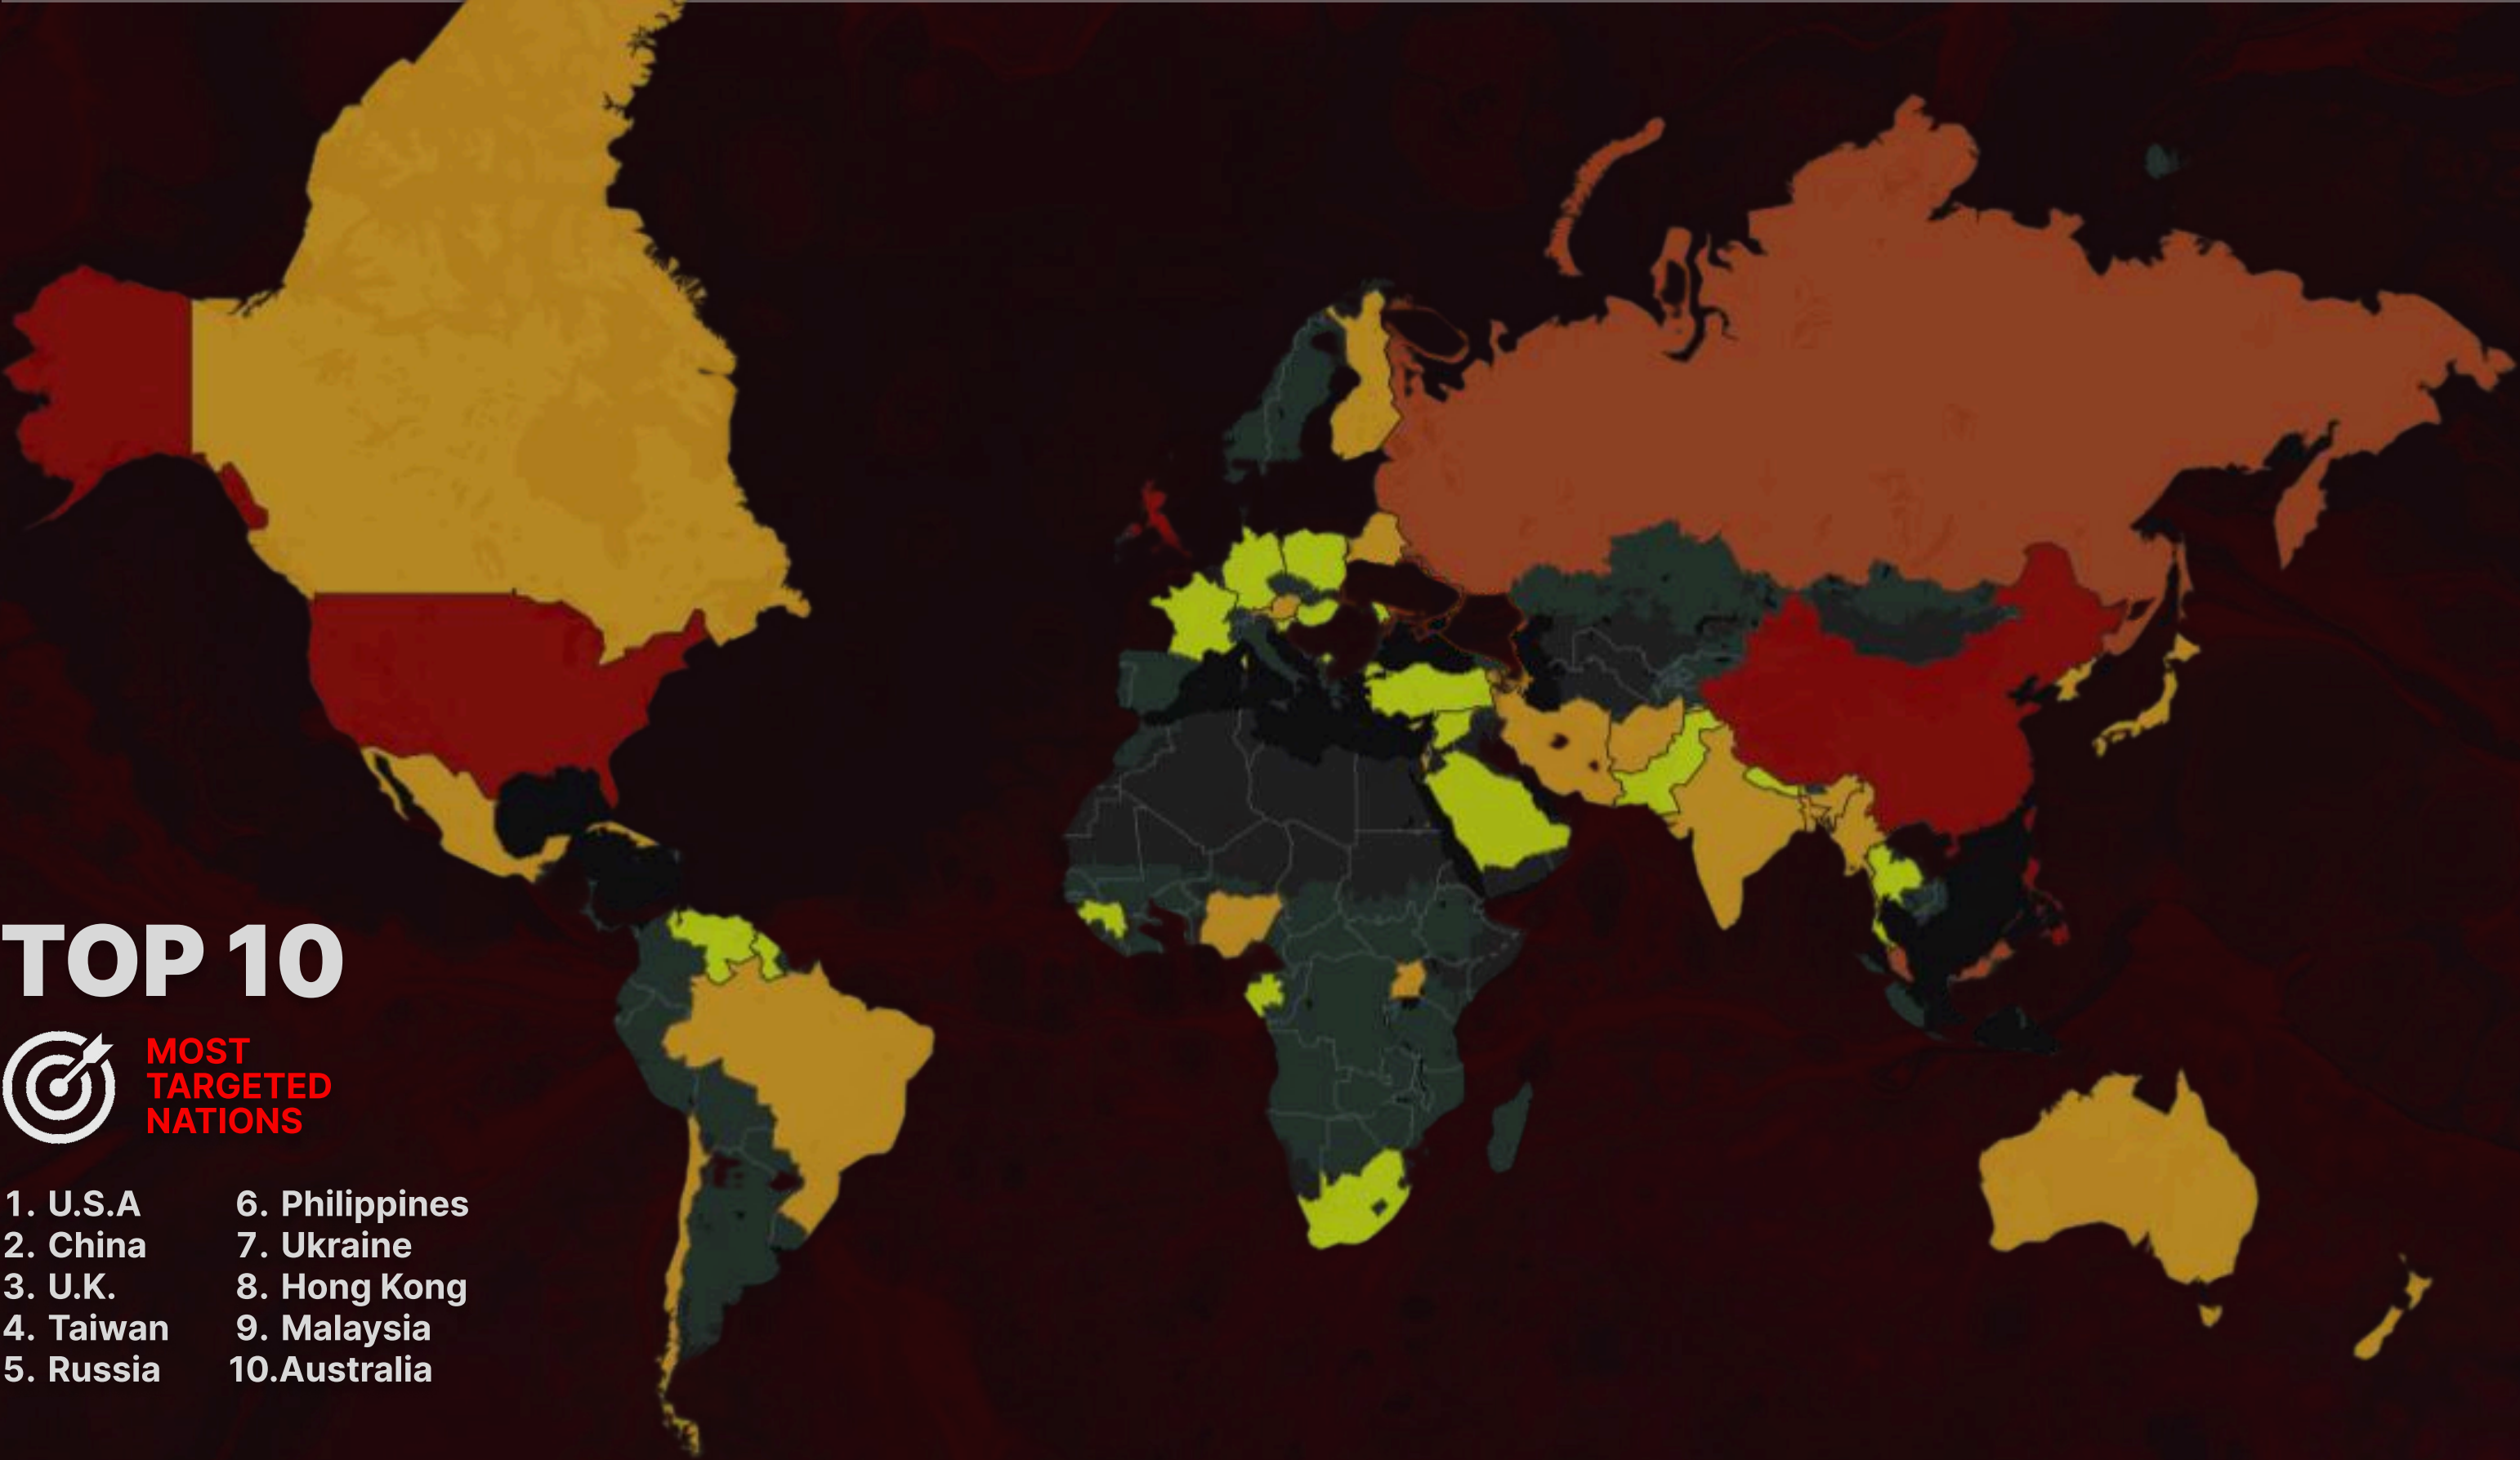 TOP 10
MOST
TARGETED
NATIONS
1. U.S.A
2. China
3. U.K.
4. Taiwan
5. Russia
6. Philippines
7. Ukraine
8. Hong Kong
9. Malaysia
10.Australia